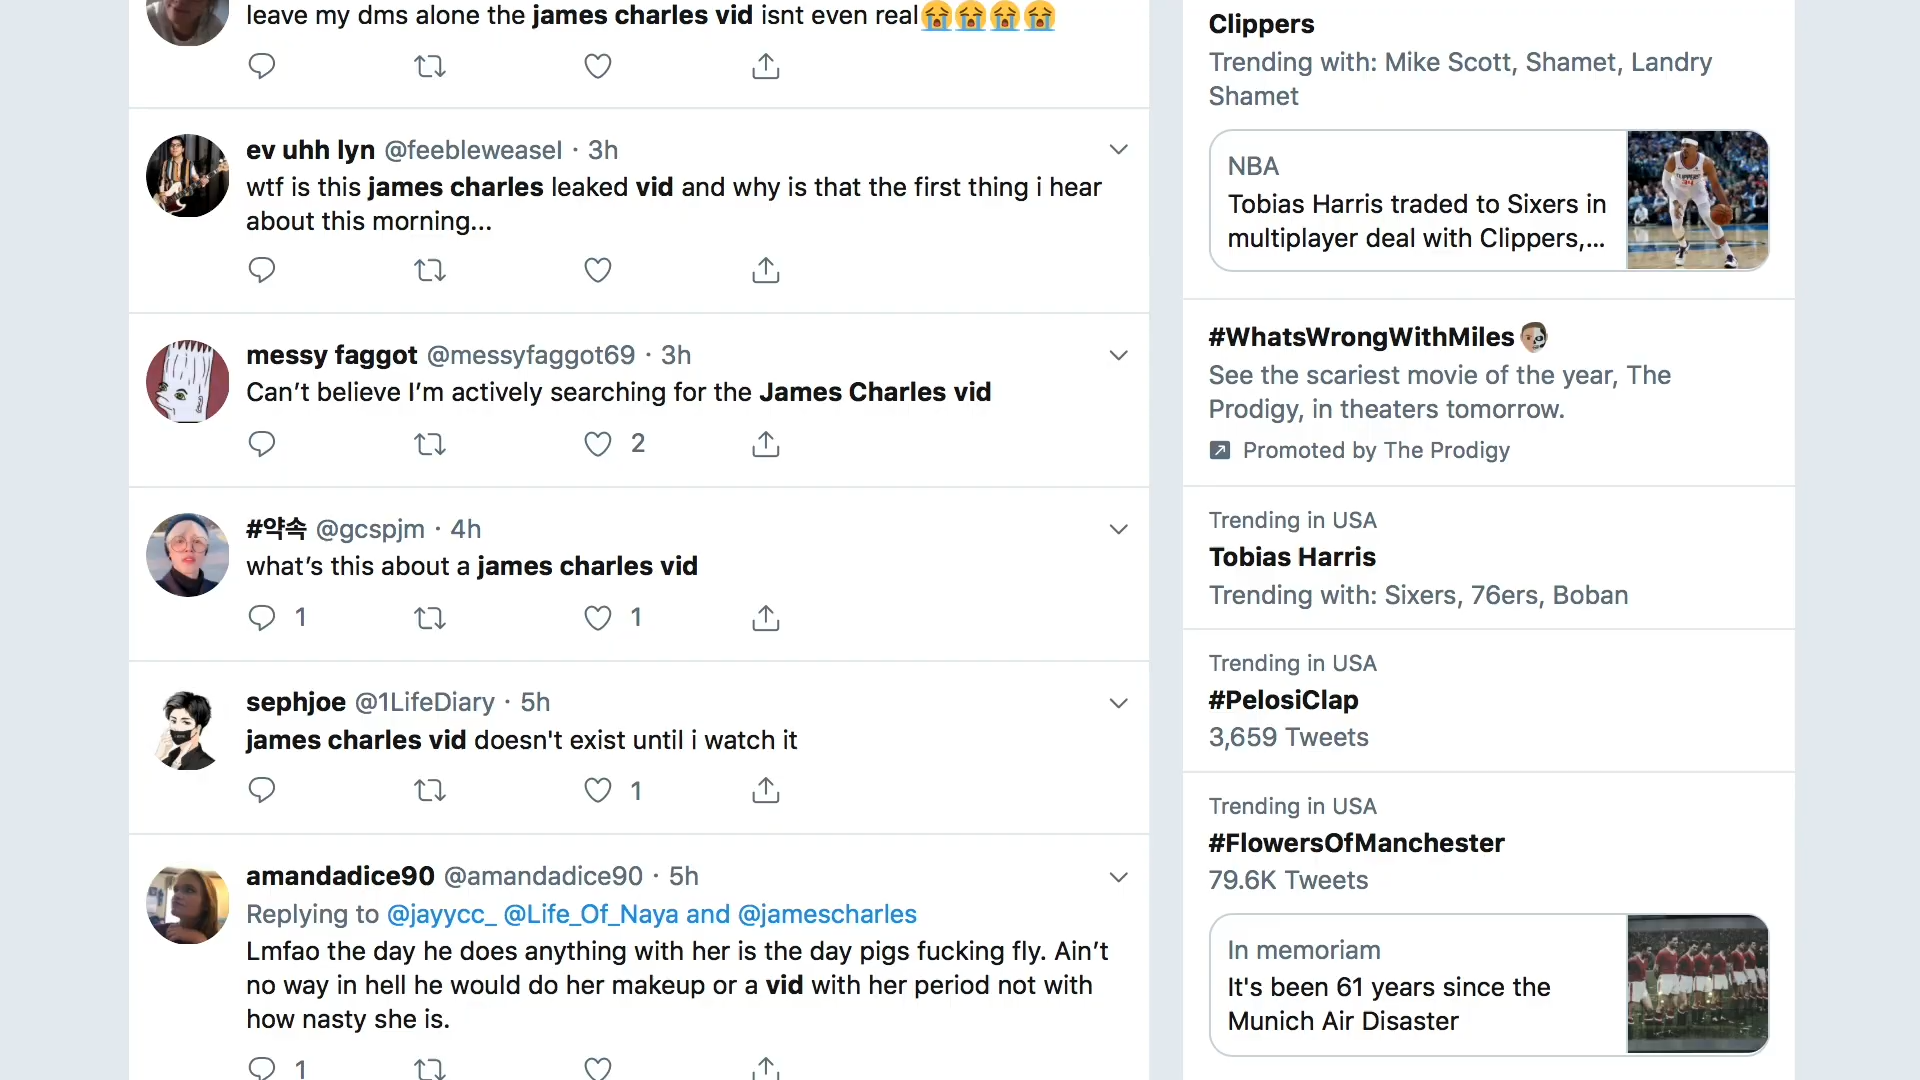 leave my dms alone the james charles vid isnt even real😭😭😭😭
ev uhh lyn @feebleweasel · 3h
wtf is this james charles leaked vid and why is that the first thing i hear
about this morning...
messy faggot @messyfaggot69 · 3h
Can’t believe I’m actively searching for the James Charles vid
2
#약속 @gcspjm · 4h
what’s this about a james charles vid
1 1
sephjoe @1LifeDiary · 5h
james charles vid doesn't exist until i watch it
1
amandadice90 @amandadice90 · 5h
Replying to @jayycc_ @Life_Of_Naya and @jamescharles
Lmfao the day he does anything with her is the day pigs fucking fly. Ain’t
no way in hell he would do her makeup or a vid with her period not with
how nasty she is.
1
Clippers
Trending with: Mike Scott, Shamet, Landry
Shamet
NBA
Tobias Harris traded to Sixers in
multiplayer deal with Clippers,...
#WhatsWrongWithMiles
See the scariest movie of the year, The
Prodigy, in theaters tomorrow.
Promoted by The Prodigy
Trending in USA
Tobias Harris
Trending with: Sixers, 76ers, Boban
Trending in USA
#PelosiClap
3,659 Tweets
Trending in USA
#FlowersOfManchester
79.6K Tweets
In memoriam
It's been 61 years since the
Munich Air Disaster